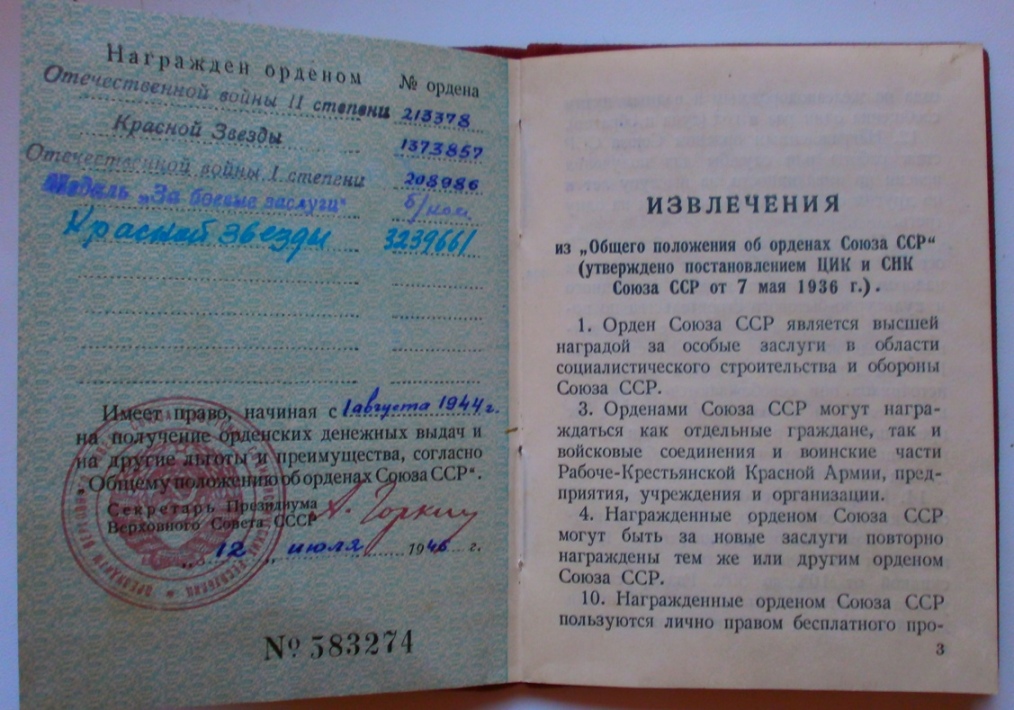 Награжден орденом № ордена
Отечественной войны II степени 213378
Красной Звезды 1373857
Отечественной войны I степени 208986
Медаль „За боевые заслуги“ б/ном.
Красной звезды 3239661
Имеет право, начиная с 1 августа 1944 г.
на получение орденских денежных выдач и
на другие льготы и преимущества, согласно
„Общему положению об орденах Союза ССР“.
Секретарь Президиума
Верховного Совета СССР А. Горкин
„12“ июля 1946 г.
№ 583274
ИЗВЛЕЧЕНИЯ
из „Общего положения об орденах Союза ССР“
(утверждено постановлением ЦИК и СНК
Союза ССР от 7 мая 1936 г.).
1. Орден Союза ССР является высшей
наградой за особые заслуги в области
социалистического строительства и обороны
Союза ССР.
3. Орденами Союза ССР могут награ-
ждаться как отдельные граждане, так и
войсковые соединения и воинские части
Рабоче-Крестьянской Красной Армии, пред-
приятия, учреждения и организации.
4. Награжденные орденом Союза ССР
могут быть за новые заслуги повторно
награждены тем же или другим орденом
Союза ССР.
10. Награжденные орденом Союза ССР
пользуются лично правом бесплатного про-
3